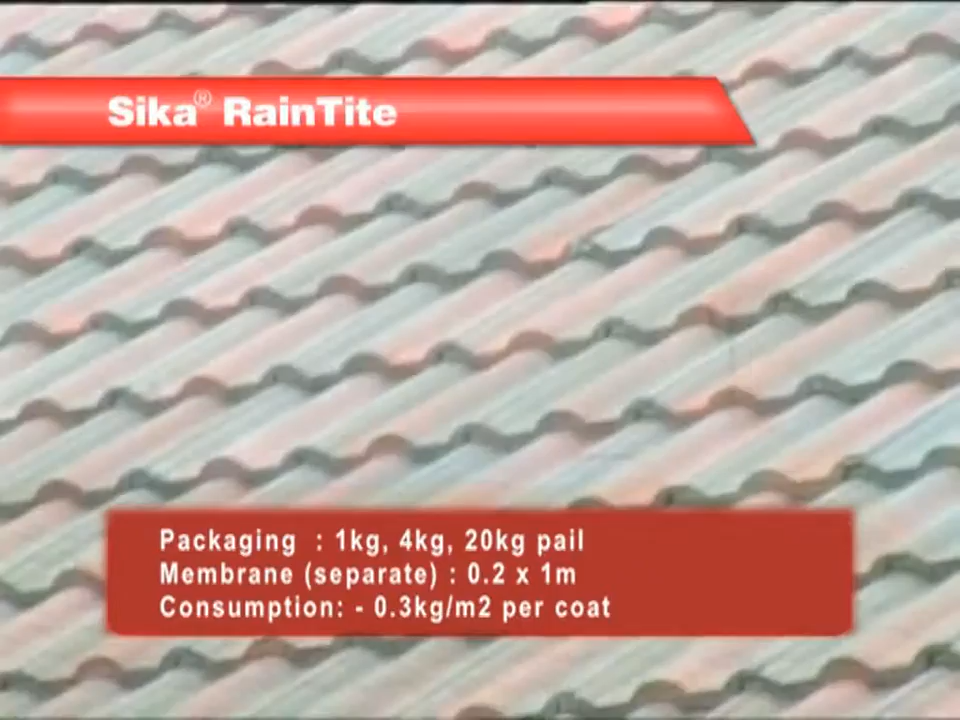 Sika® RainTite
Packaging : 1kg, 4kg, 20kg pail
Membrane (separate) : 0.2 x 1m
Consumption: - 0.3kg/m2 per coat